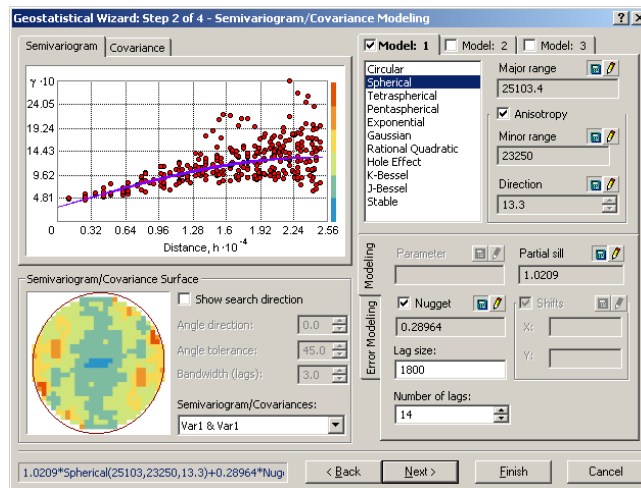 Geostatistical Wizard: Step 2 of 4 - Semivariogram/Covariance Modeling
Semivariogram
Covariance
γ·10
24.05
19.24
14.43
9.62
4.81
0 0.32 0.64 0.96 1.28 1.6 1.92 2.24 2.56
Distance, h·10⁻⁴
Semivariogram/Covariance Surface
Show search direction
Angle direction: 0.0
Angle tolerance: 45.0
Bandwidth (lags): 3.0
Semivariogram/Covariances:
Var1 & Var1
Model: 1
Model: 2
Model: 3
Circular
Spherical
Tetraspherical
Pentaspherical
Exponential
Gaussian
Rational Quadratic
Hole Effect
K-Bessel
J-Bessel
Stable
Major range
25103.4
Anisotropy
Minor range
23250
Direction
13.3
Modeling
Error Modeling
Parameter
Partial sill
1.0209
Nugget
0.28964
Shifts
X:
Y:
Lag size:
1800
Number of lags:
14
1.0209*Spherical(25103,23250,13.3)+0.28964*Nug
< Back
Next >
Finish
Cancel